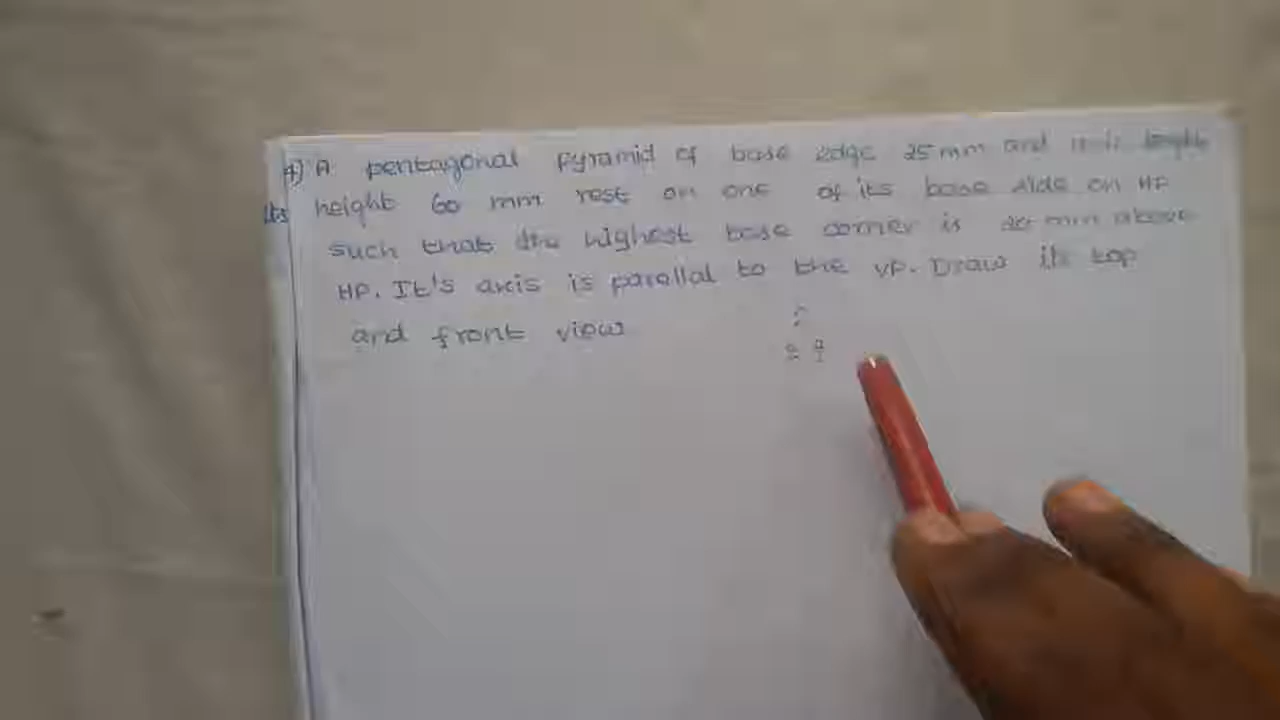 4) A pentagonal pyramid of base edge 25 mm and
Its height 60 mm rest on one of its base side on HP
such that the highest base corner is 20 mm above
HP. It's axis is parallel to the VP. Draw its top
and front view